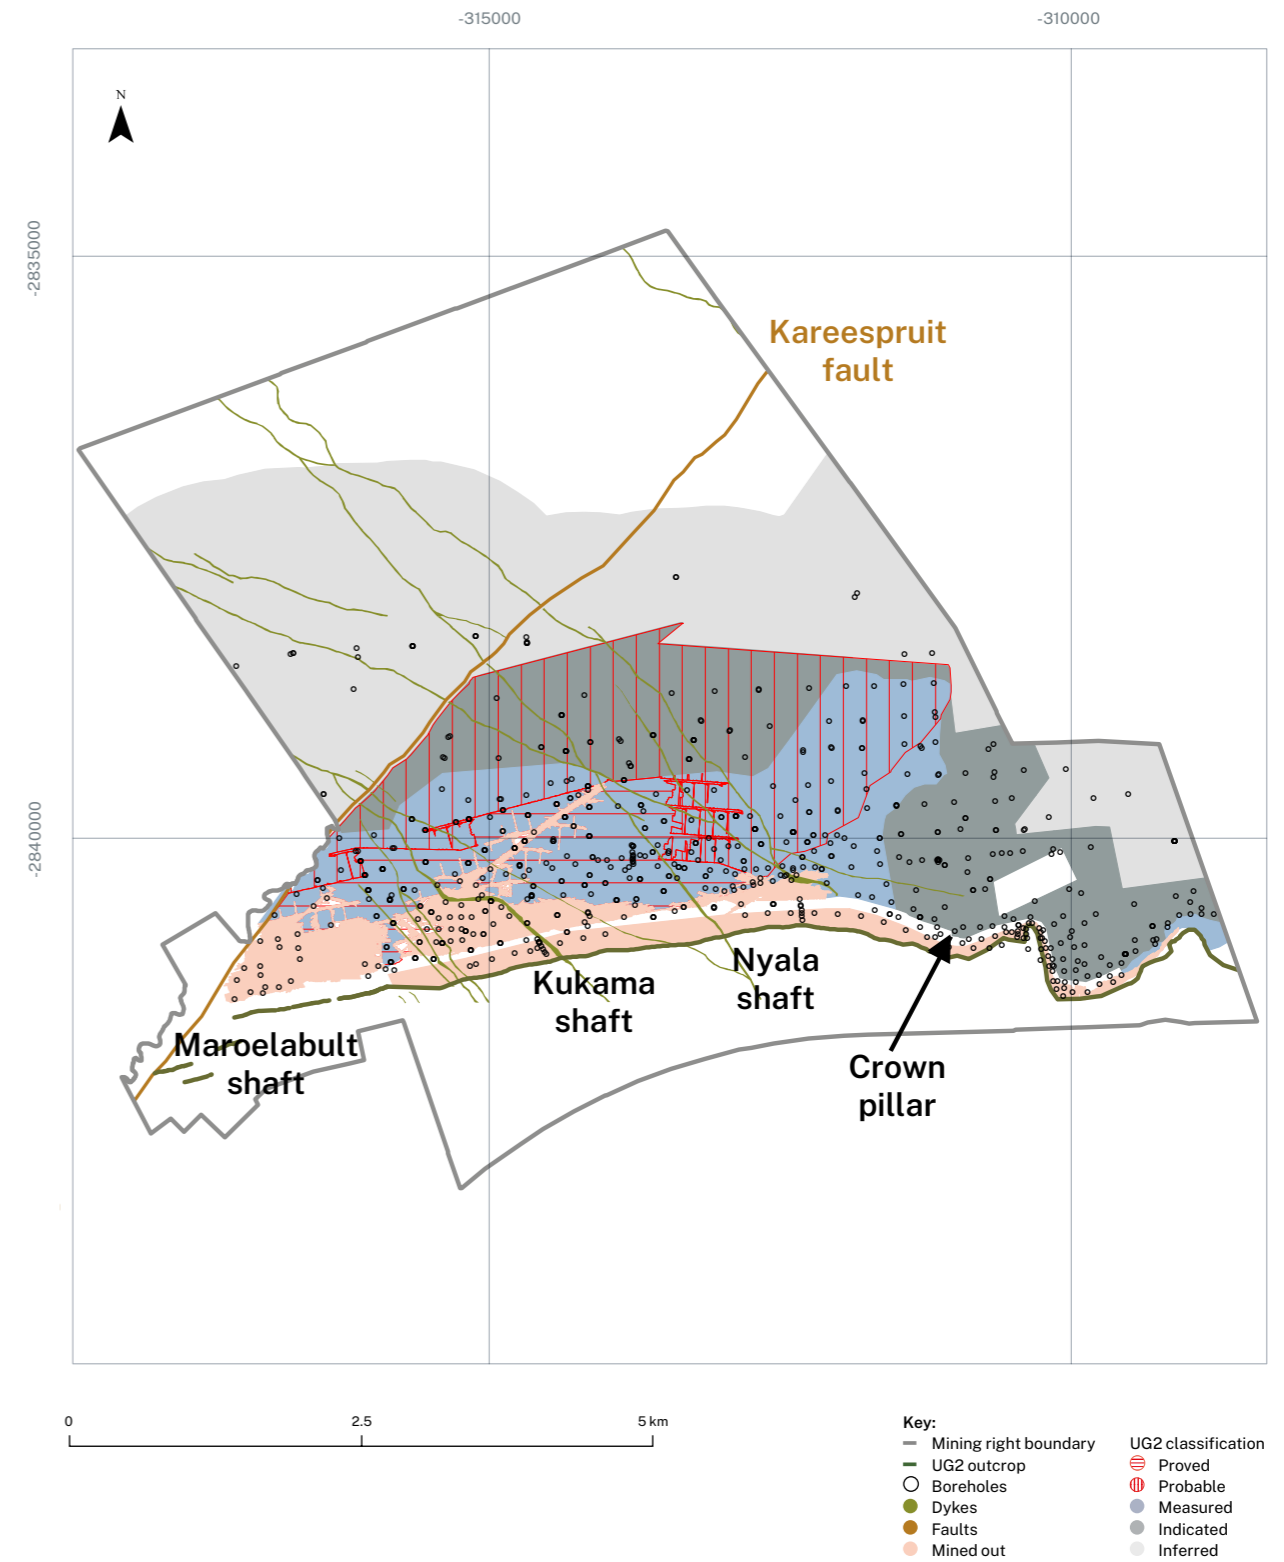 -315000
-310000
N
-2835000
-2840000
Kareespruit
fault
Kukama
shaft
Nyala
shaft
Maroelabult
shaft
Crown
pillar
0
2.5
5 km
Key:
Mining right boundary
UG2 outcrop
Boreholes
Dykes
Faults
Mined out
UG2 classification
Proved
Probable
Measured
Indicated
Inferred